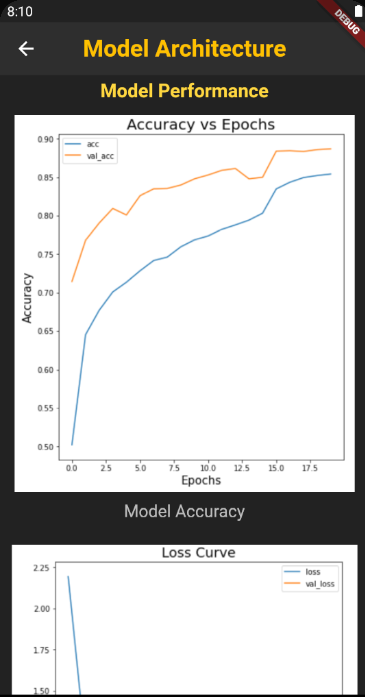 8:10
DEBUG
Model Architecture
Model Performance
Accuracy vs Epochs
acc
val_acc
0.90
0.85
0.80
0.75
0.70
0.65
0.60
0.55
0.50
Accuracy
0.0 2.5 5.0 7.5 10.0 12.5 15.0 17.5
Epochs
Model Accuracy
Loss Curve
loss
val_loss
2.25
2.00
1.75
1.50